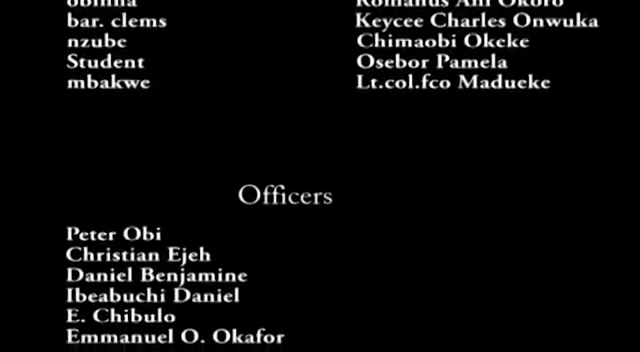 obinna Romanus Ani Okoro
bar. clems Keycee Charles Onwuka
nzube Chimaobi Okeke
Student Osebor Pamela
mbakwe Lt.col.fco Madueke
Officers
Peter Obi
Christian Ejeh
Daniel Benjamine
Ibeabuchi Daniel
E. Chibulo
Emmanuel O. Okafor